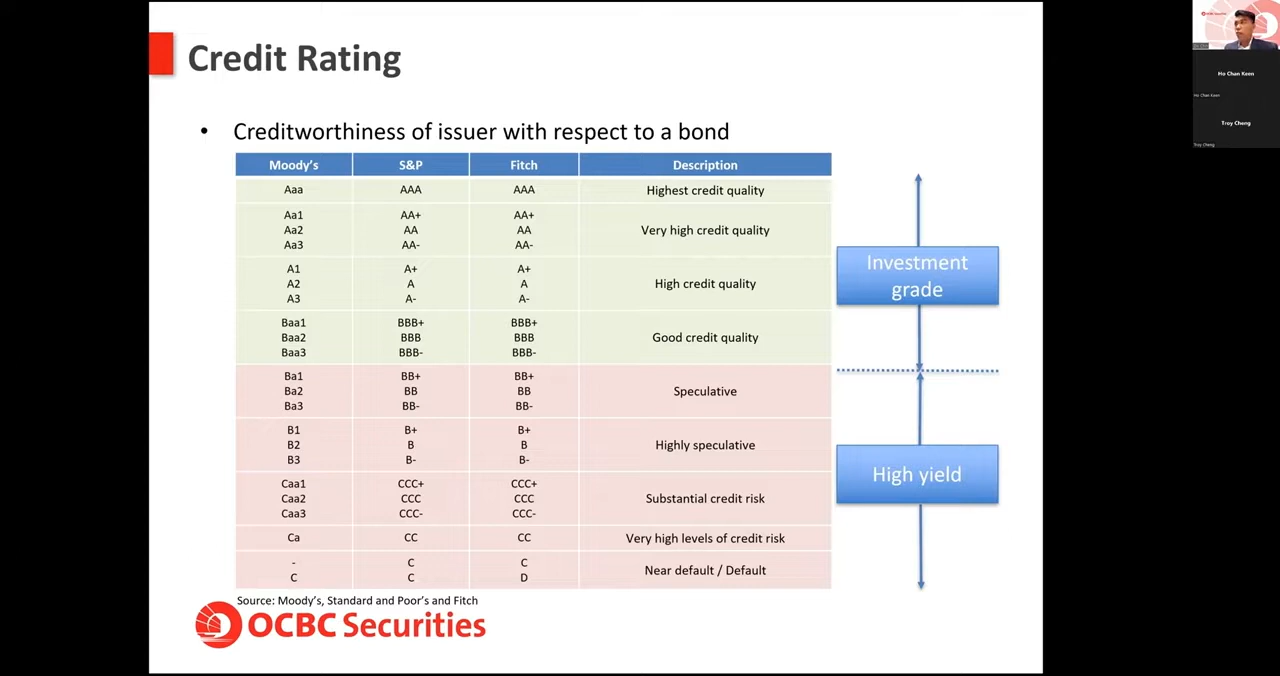 Credit Rating
• Creditworthiness of issuer with respect to a bond
Moody's S&P Fitch Description
Aaa AAA AAA Highest credit quality
Aa1 AA+ AA+
Aa2 AA AA Very high credit quality
Aa3 AA- AA-
A1 A+ A+
A2 A A High credit quality
A3 A- A-
Baa1 BBB+ BBB+
Baa2 BBB BBB Good credit quality
Baa3 BBB- BBB-
Ba1 BB+ BB+
Ba2 BB BB Speculative
Ba3 BB- BB-
B1 B+ B+
B2 B B Highly speculative
B3 B- B-
Caa1 CCC+ CCC+
Caa2 CCC CCC Substantial credit risk
Caa3 CCC- CCC-
Ca CC CC Very high levels of credit risk
- C C
Near default / Default
C C D
Investment
grade
High yield
Source: Moody's, Standard and Poor's and Fitch
OCBC Securities
Ho Chan Keen
Ho Chan Keen
Troy Cheng
Troy Cheng